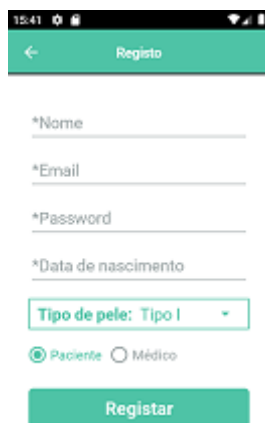 15:41
Registo
*Nome
*Email
*Password
*Data de nascimento
Tipo de pele: Tipo I
Paciente Médico
Registar